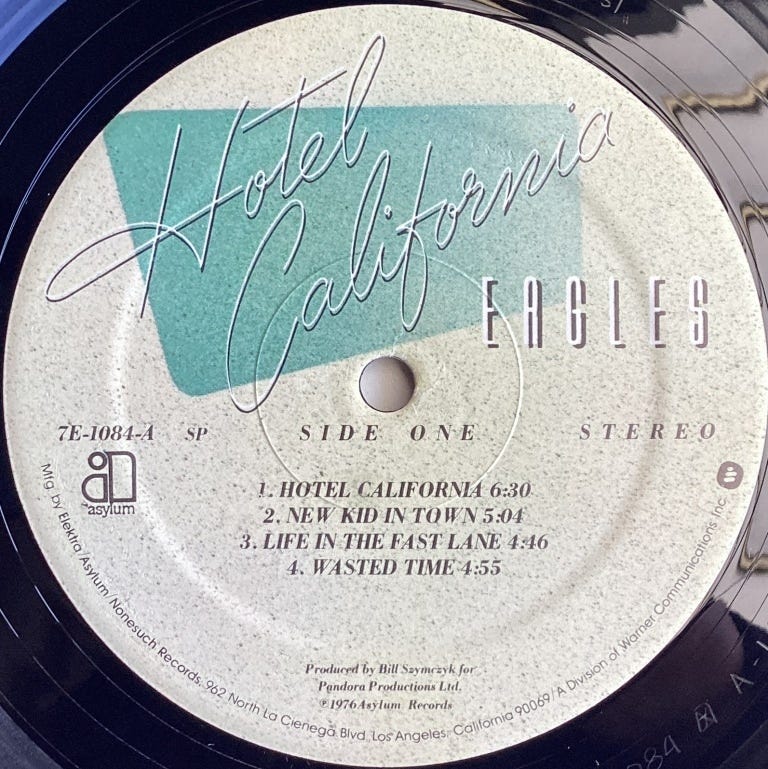 Hotel
California
EAGLES
7E-1084-A SP SIDE ONE STEREO
asylum
1. HOTEL CALIFORNIA 6:30
2. NEW KID IN TOWN 5:04
3. LIFE IN THE FAST LANE 4:46
4. WASTED TIME 4:55
Produced by Bill Szymczyk for
Pandora Productions Ltd.
℗ 1976 Asylum Records
Mfg. by Elektra/Asylum/Nonesuch Records, 962 North La Cienega Blvd. Los Angeles, California 90069/A Division of Warner Communications Inc.